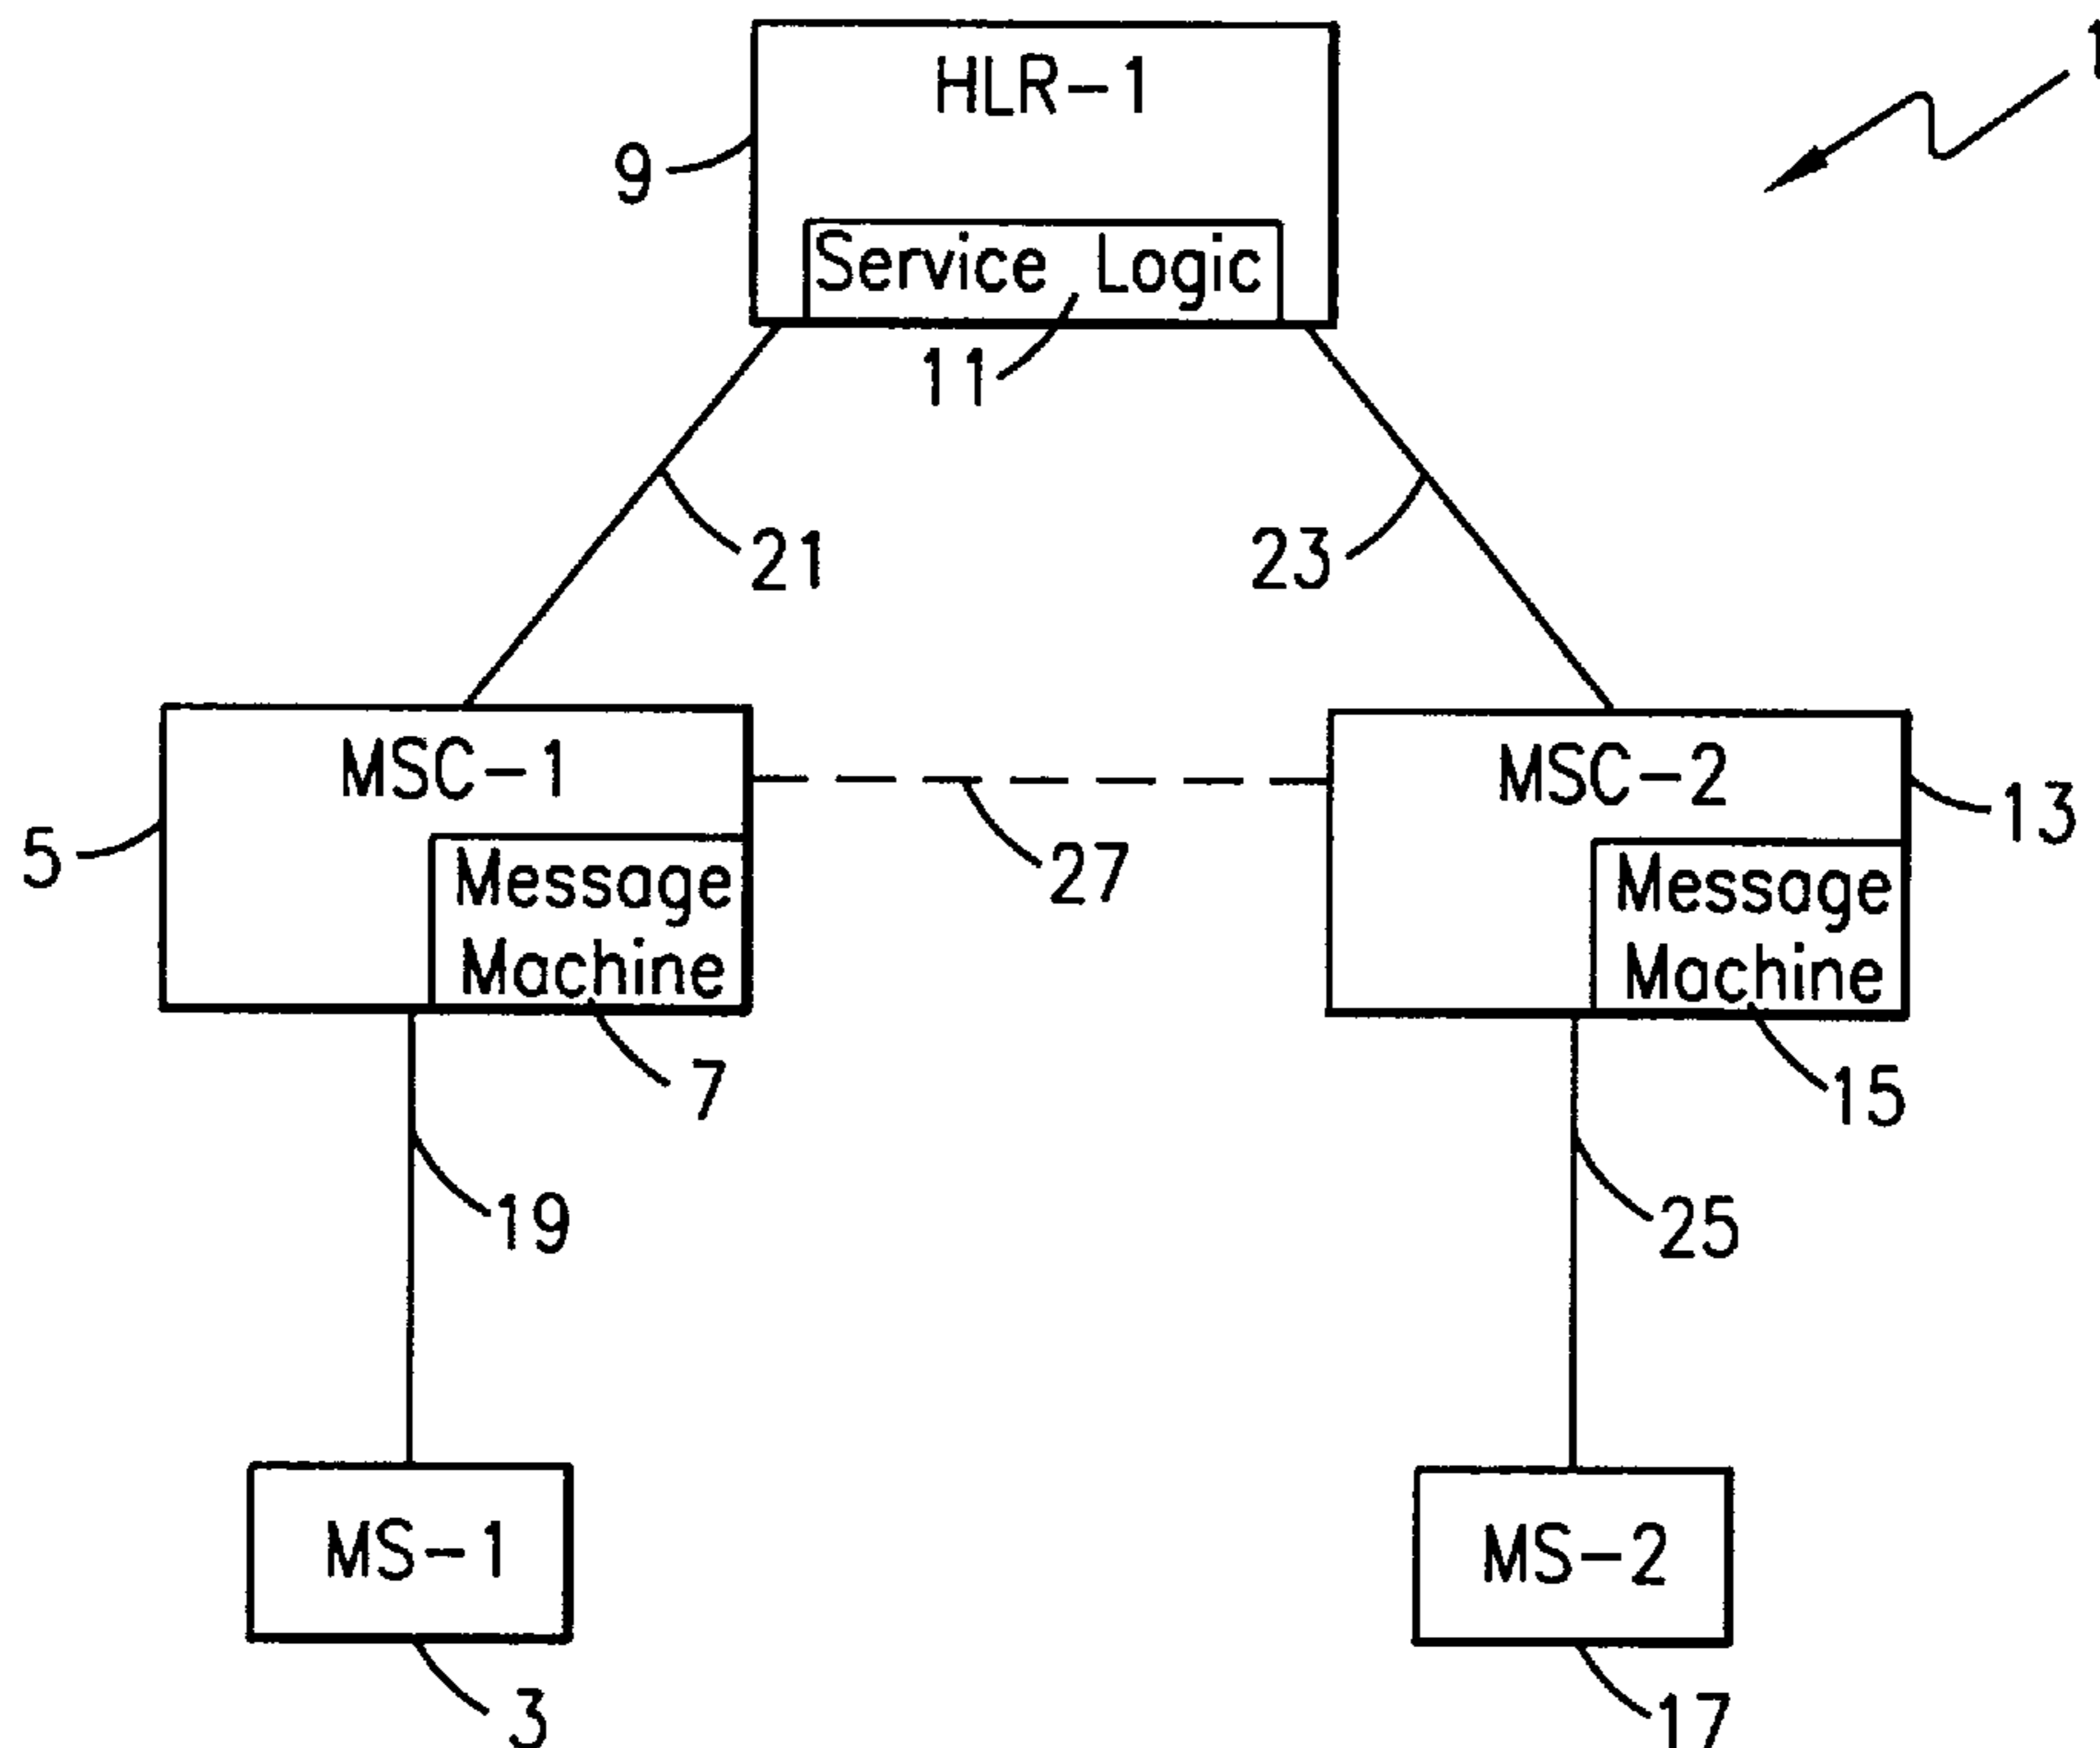 1
HLR-1
9
Service Logic
11
21
23
MSC-1
MSC-2
5
13
27
Message
Machine
Message
Machine
7
15
19
25
MS-1
MS-2
3
17